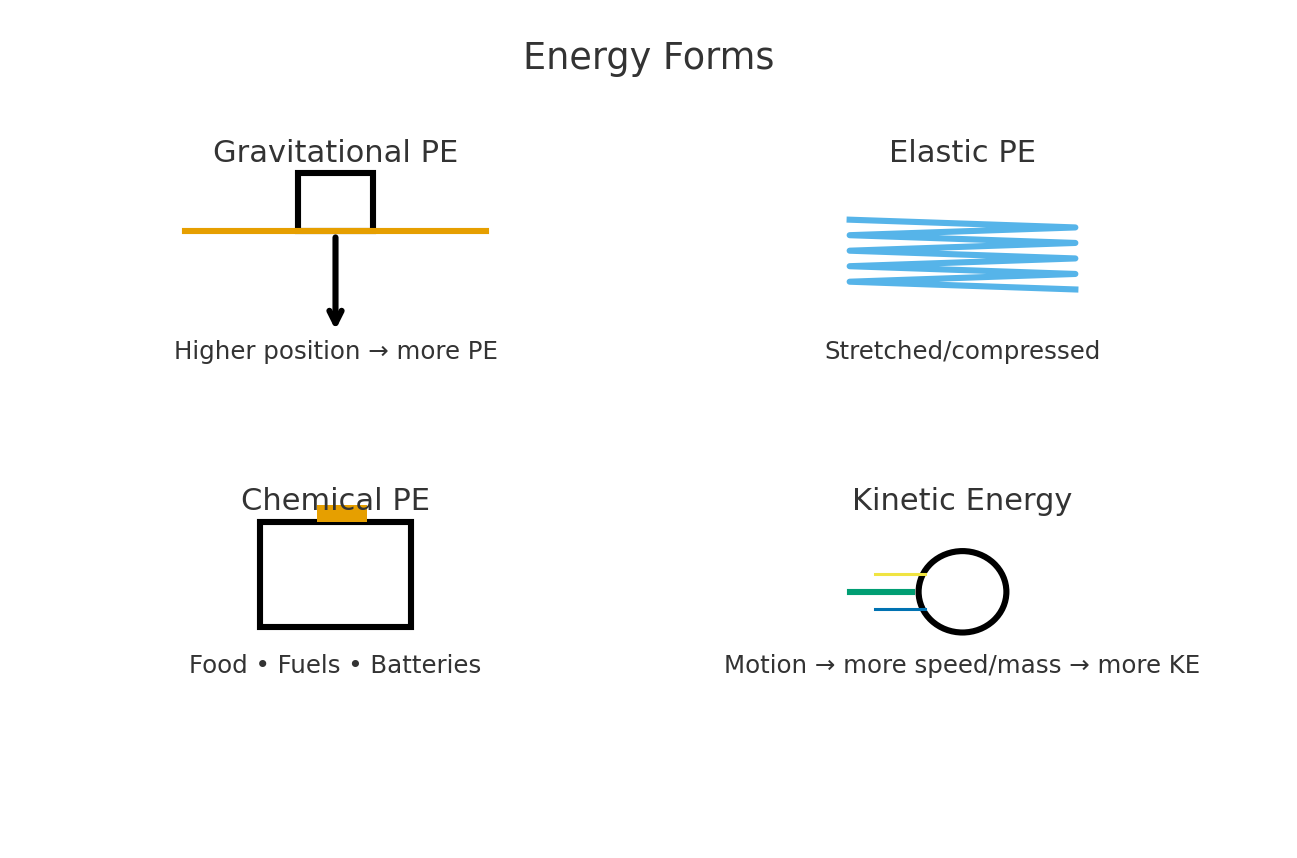 Energy Forms
Gravitational PE
Higher position → more PE
Elastic PE
Stretched/compressed
Chemical PE
Food • Fuels • Batteries
Kinetic Energy
Motion → more speed/mass → more KE